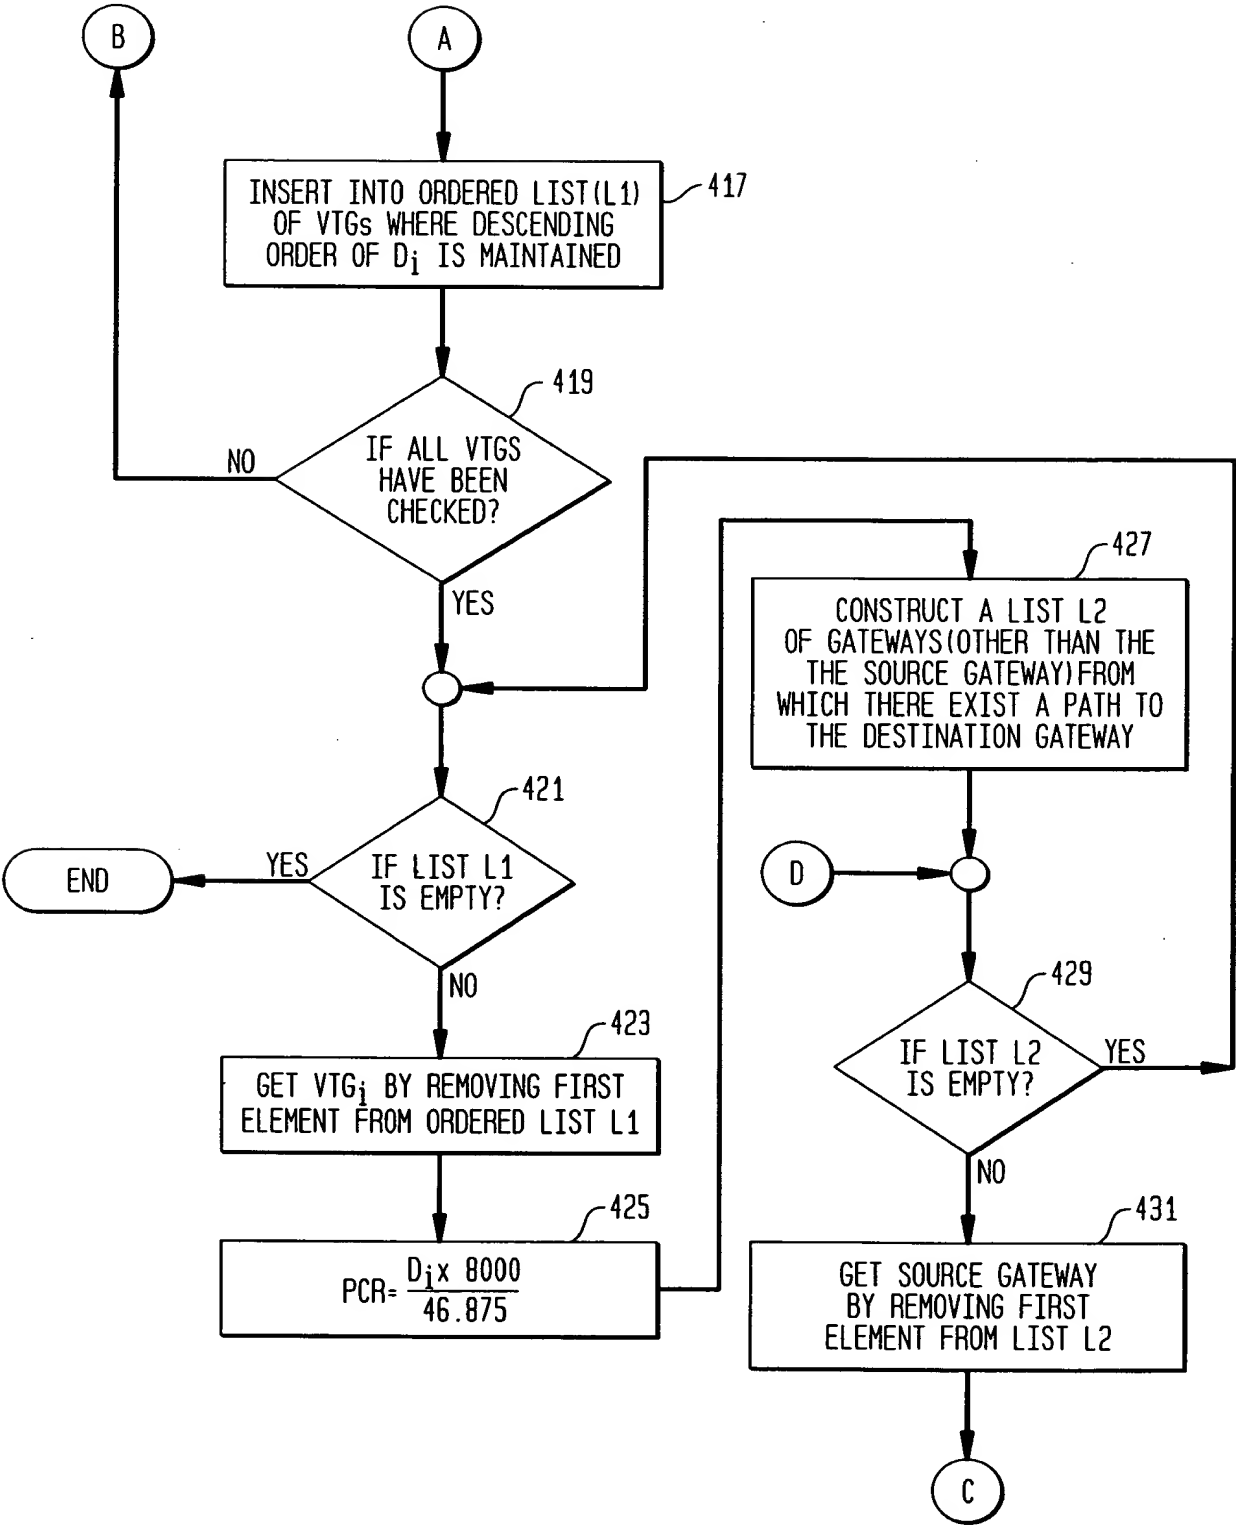 B
A
INSERT INTO ORDERED LIST(L1)
OF VTGs WHERE DESCENDING
ORDER OF Di IS MAINTAINED
417
419
IF ALL VTGS
HAVE BEEN
CHECKED?
NO
YES
421
IF LIST L1
IS EMPTY?
YES
END
NO
423
GET VTGi BY REMOVING FIRST
ELEMENT FROM ORDERED LIST L1
425
PCR= Di x 8000
46.875
427
CONSTRUCT A LIST L2
OF GATEWAYS(OTHER THAN THE
THE SOURCE GATEWAY)FROM
WHICH THERE EXIST A PATH TO
THE DESTINATION GATEWAY
D
429
IF LIST L2
IS EMPTY?
YES
NO
431
GET SOURCE GATEWAY
BY REMOVING FIRST
ELEMENT FROM LIST L2
C